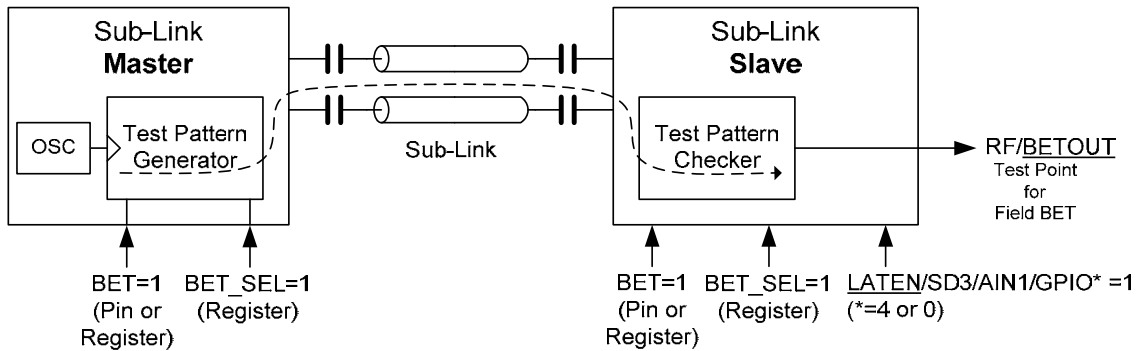 Sub-Link
Master
OSC
Test Pattern
Generator
Sub-Link
Sub-Link
Slave
Test Pattern
Checker
RF/BETOUT
Test Point
for
Field BET
BET=1
(Pin or
Register)
BET_SEL=1
(Register)
BET=1
(Pin or
Register)
BET_SEL=1
(Register)
LATEN/SD3/AIN1/GPIO* =1
(*=4 or 0)